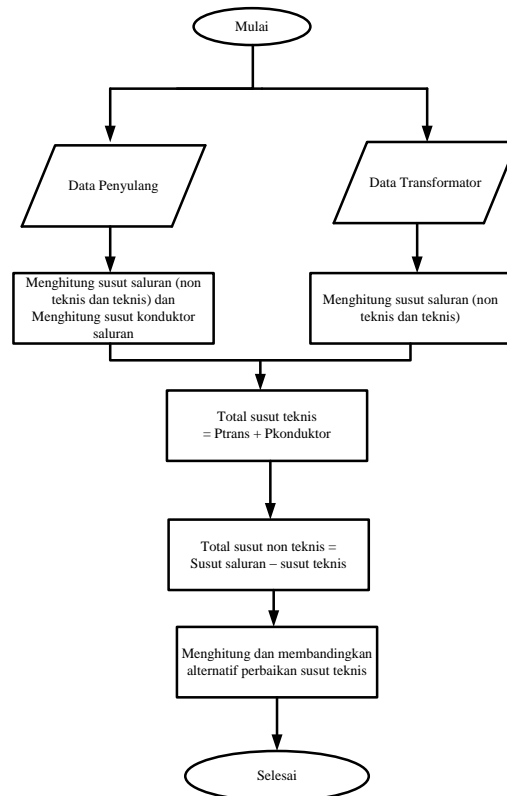 Mulai
Data Penyulang
Data Transformator
Menghitung susut saluran (non
teknis dan teknis) dan
Menghitung susut konduktor
saluran
Menghitung susut saluran (non
teknis dan teknis)
Total susut teknis
= Ptrans + Pkonduktor
Total susut non teknis =
Susut saluran – susut teknis
Menghitung dan membandingkan
alternatif perbaikan susut teknis
Selesai